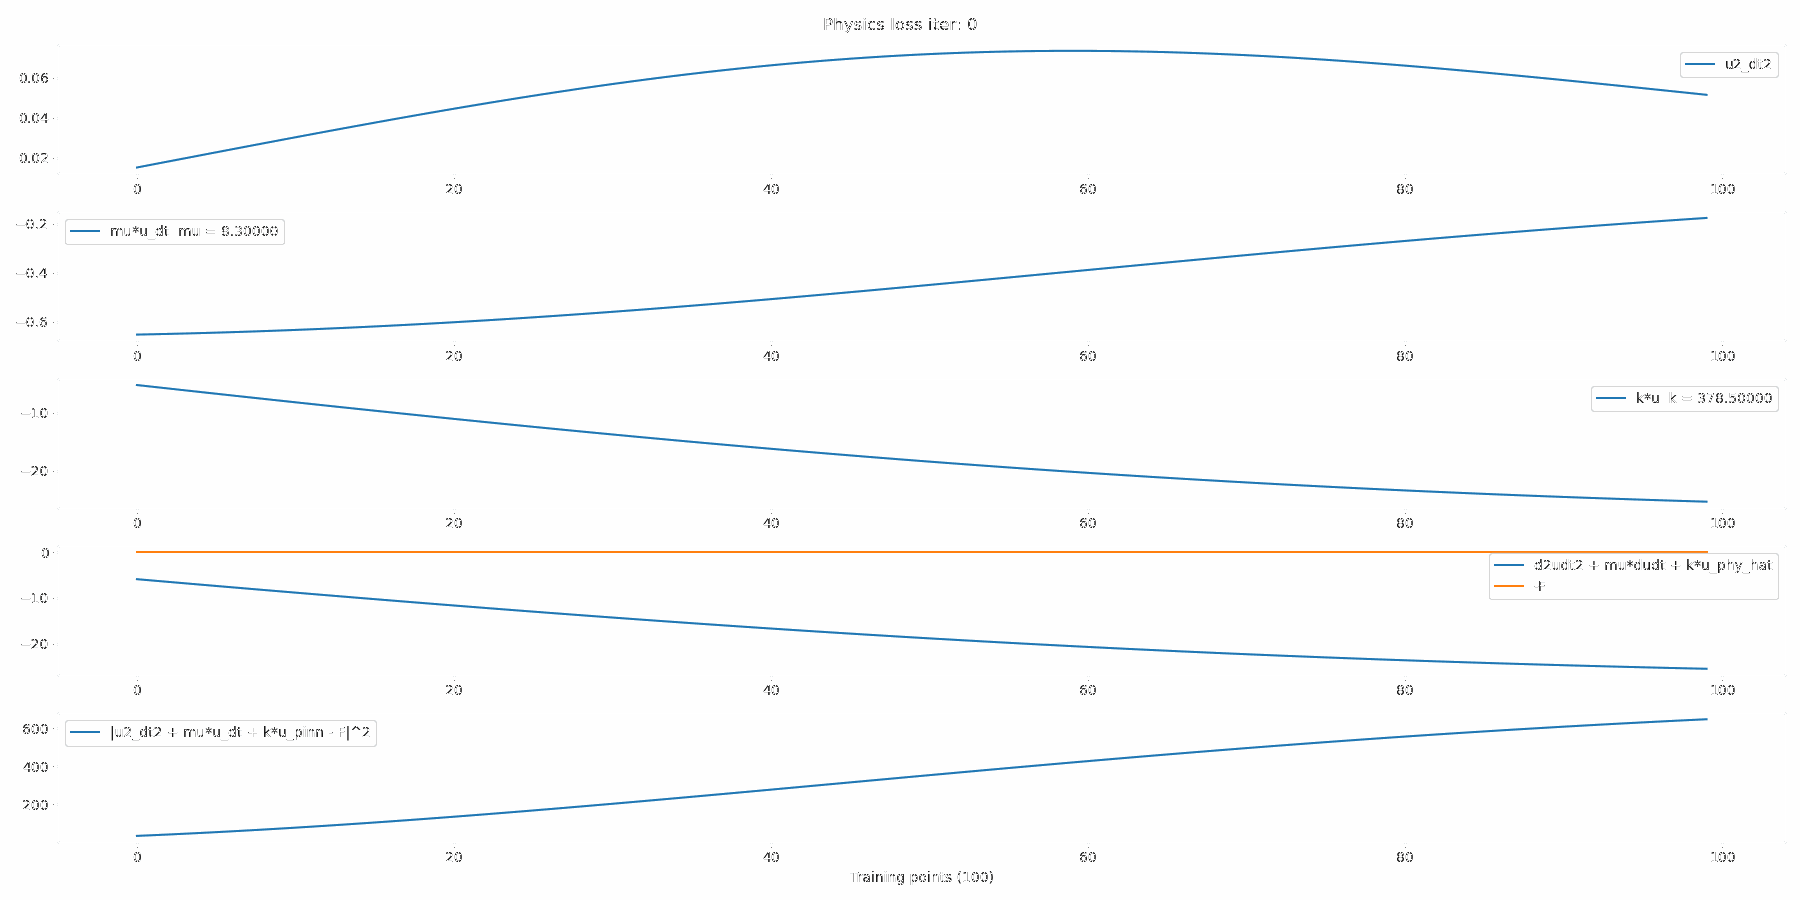 Physics loss iter: 0
0.06
0.04
0.02
u2_dt2
0 20 40 60 80 100
−0.2
−0.4
−0.6
mu*u_dt mu = 8.30000
0 20 40 60 80 100
−10
−20
k*u k = 378.50000
0 20 40 60 80 100
0
−10
−20
d2udt2 + mu*dudt + k*u_phy_hat
0 20 40 60 80 100
600
400
200
|u2_dt2 + mu*u_dt + k*u_pinn - F|^2
0 20 40 60 80 100
Training points (100)